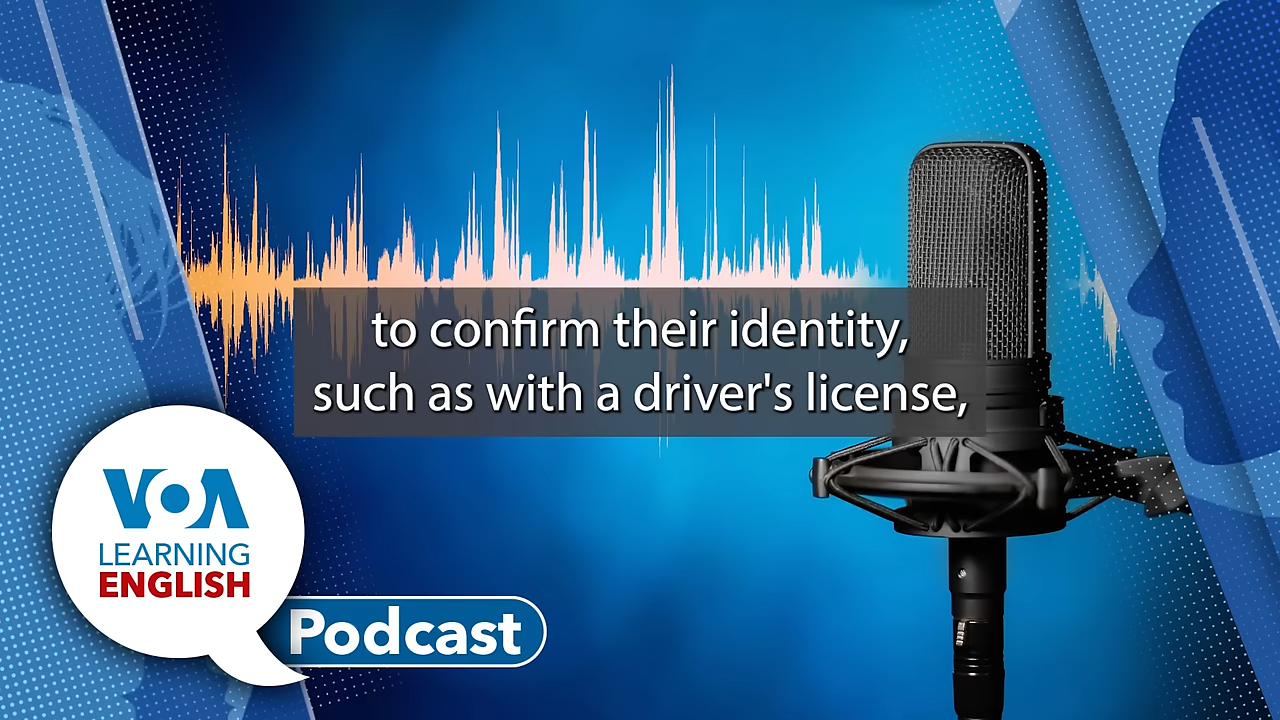 to confirm their identity,
such as with a driver's license,
VOA
LEARNING
ENGLISH
Podcast